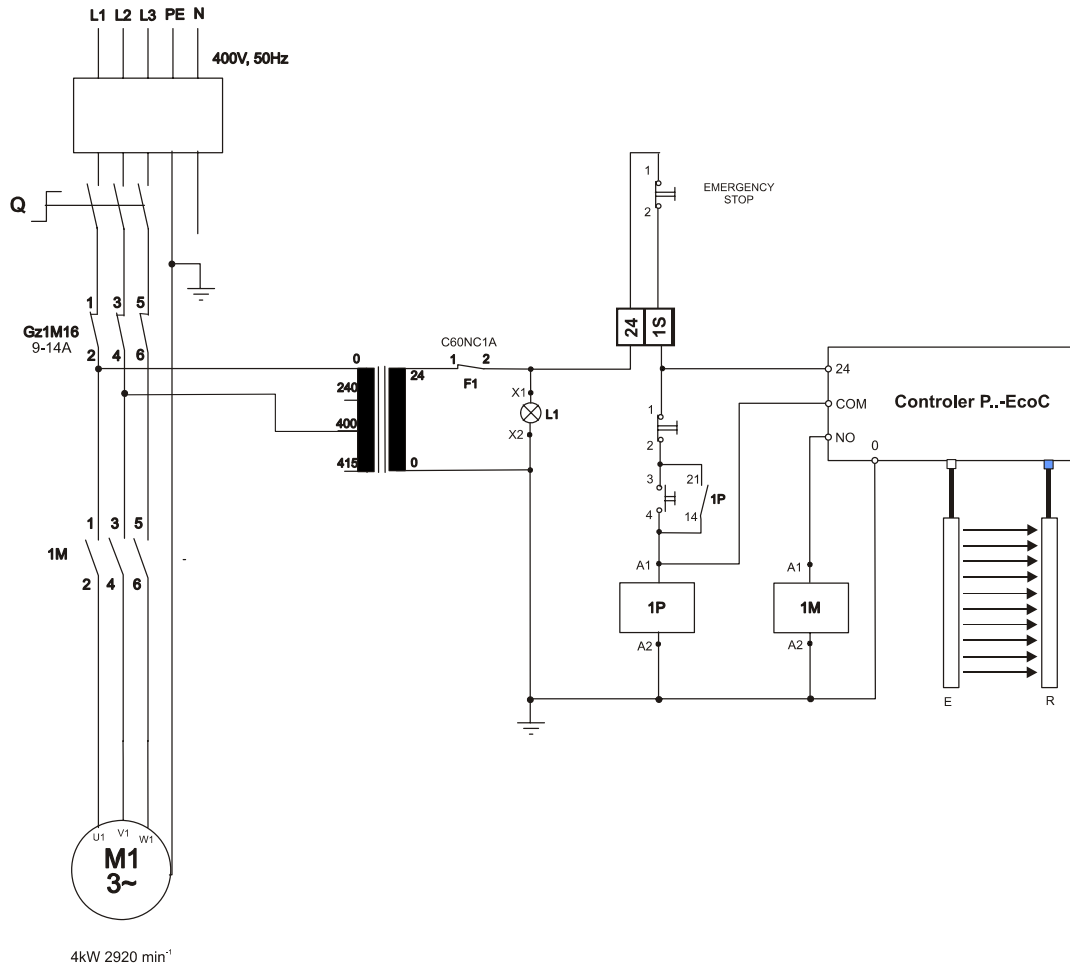 L1 L2 L3 PE N
400V, 50Hz
Q
1 3 5
Gz1M16
9-14A
2 4 6
1 3 5
1M
2 4 6
-
U1 V1 W1
M1
3~
4kW 2920 min⁻¹
0
240
400
415
24
0
C60NC1A
1 2
F1
X1
L1
X2
1
2
EMERGENCY
STOP
24
1S
1
2
3
4
21
14
1P
A1
1P
A2
A1
1M
A2
24
COM
NO
0
Controler P..-EcoC
E
R